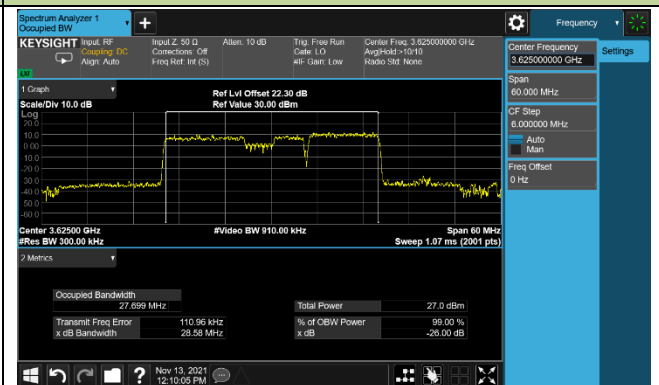 Spectrum Analyzer 1
Occupied BW
+
Frequency
KEYSIGHT
Input: RF
Coupling: DC
Align: Auto
Input Z: 50 Ω
Corrections: Off
Freq Ref: Int (S)
Atten: 10 dB
Trig: Free Run
Gate: LO
#IF Gain: Low
Center Freq: 3.625000000 GHz
Avg|Hold:>10/10
Radio Std: None
Center Frequency
3.625000000 GHz
Settings
Span
60.000 MHz
CF Step
6.000000 MHz
Auto
Man
Freq Offset
0 Hz
1 Graph
Scale/Div 10.0 dB
Ref Lvl Offset 22.30 dB
Ref Value 30.00 dBm
Log
20.0
10.0
0.00
-10.0
-20.0
-30.0
-40.0
-50.0
-60.0
Center 3.62500 GHz
#Res BW 300.00 kHz
#Video BW 910.00 kHz
Span 60 MHz
Sweep 1.07 ms (2001 pts)
2 Metrics
Occupied Bandwidth
27.699 MHz
Total Power
27.0 dBm
Transmit Freq Error
110.96 kHz
% of OBW Power
99.00 %
x dB Bandwidth
28.58 MHz
x dB
-26.00 dB
?
Nov 13, 2021
12:10:05 PM